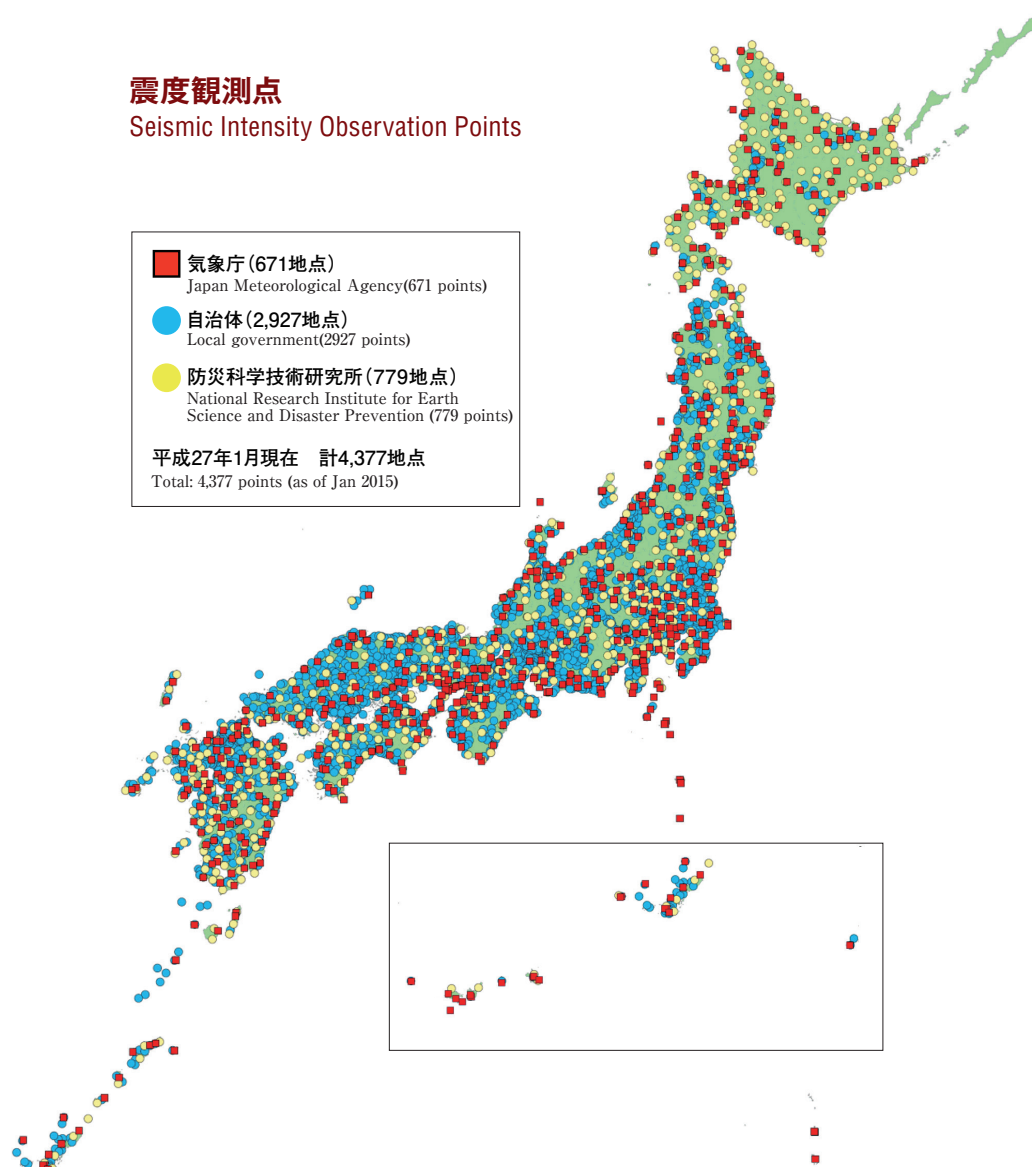 震度観測点
Seismic Intensity Observation Points
気象庁(671地点)
Japan Meteorological Agency(671 points)
自治体(2,927地点)
Local government(2927 points)
防災科学技術研究所(779地点)
National Research Institute for Earth
Science and Disaster Prevention (779 points)
平成27年1月現在　計4,377地点
Total: 4,377 points (as of Jan 2015)